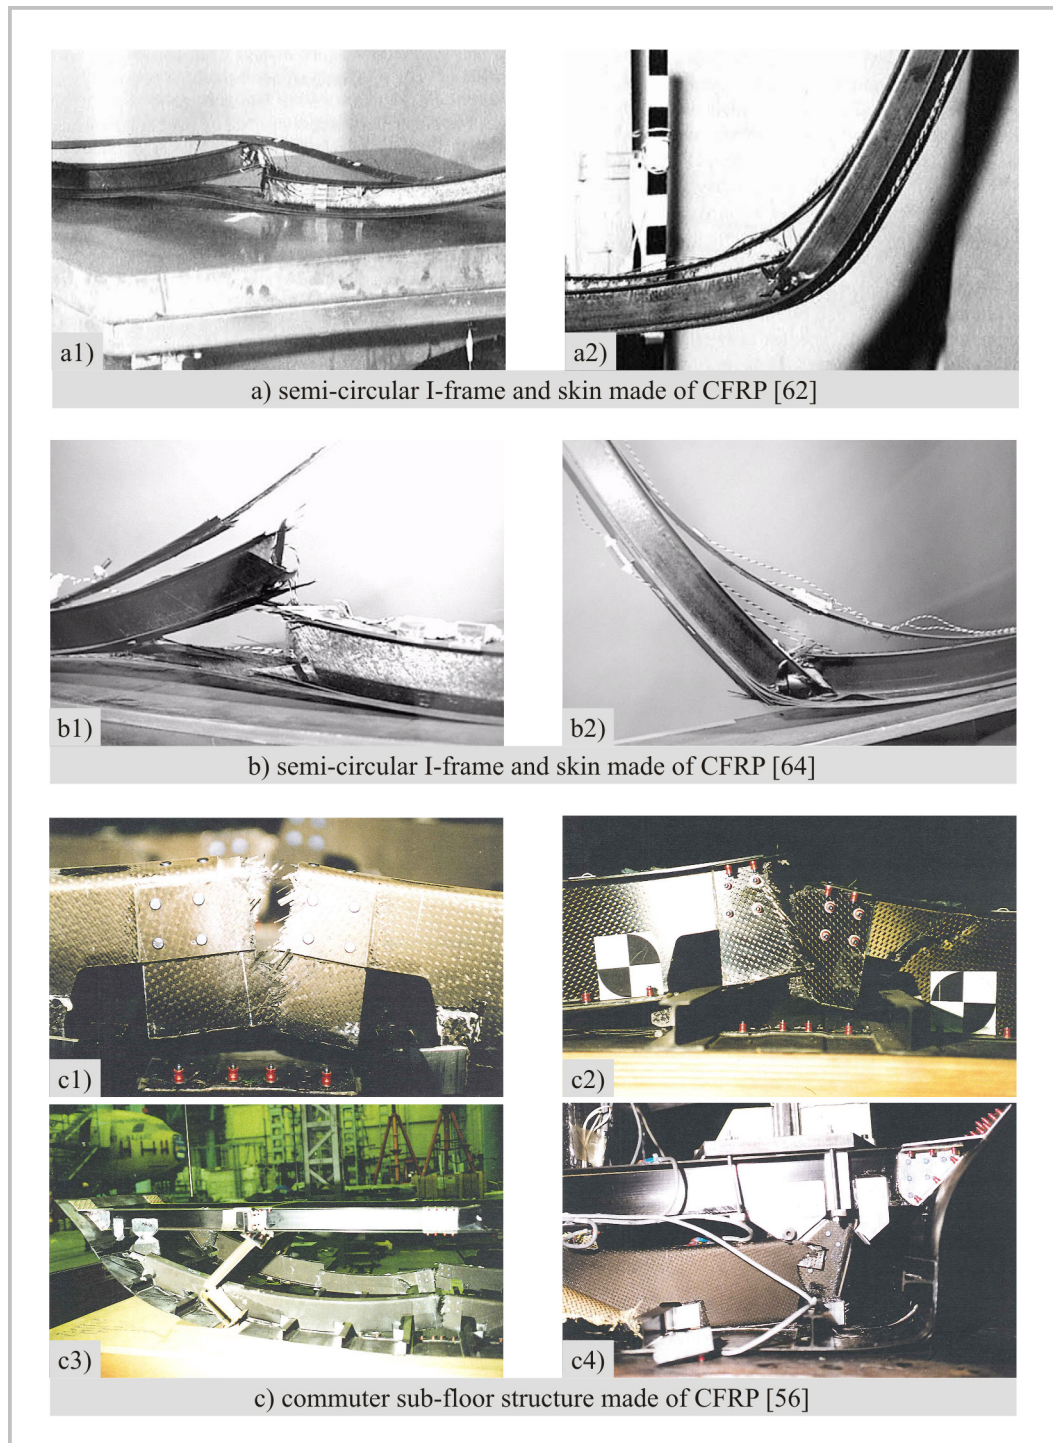 a1)
a2)
a) semi-circular I-frame and skin made of CFRP [62]
b1)
b2)
b) semi-circular I-frame and skin made of CFRP [64]
c1)
c2)
c3)
c4)
c) commuter sub-floor structure made of CFRP [56]